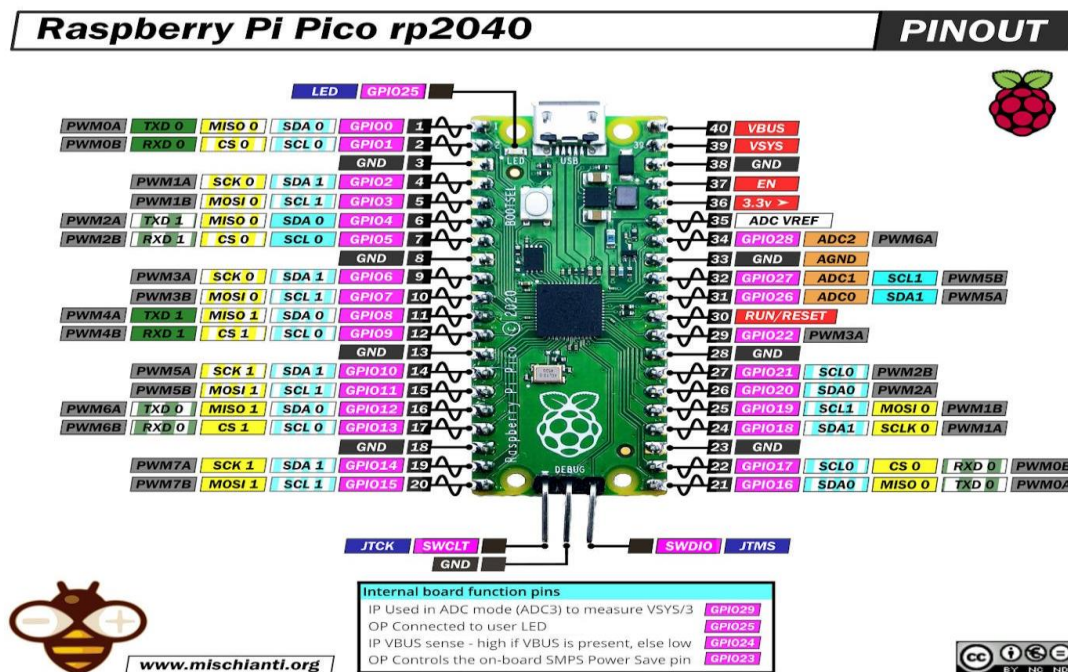 Raspberry Pi Pico rp2040 PINOUT
LED GPIO25
PWM0A TXD 0 MISO 0 SDA 0 GPIO0 1
PWM0B RXD 0 CS 0 SCL 0 GPIO1 2
GND 3
PWM1A SCK 0 SDA 1 GPIO2 4
PWM1B MOSI 0 SCL 1 GPIO3 5
PWM2A TXD 1 MISO 0 SDA 0 GPIO4 6
PWM2B RXD 1 CS 0 SCL 0 GPIO5 7
GND 8
PWM3A SCK 0 SDA 1 GPIO6 9
PWM3B MOSI 0 SCL 1 GPIO7 10
PWM4A TXD 1 MISO 1 SDA 0 GPIO8 11
PWM4B RXD 1 CS 1 SCL 0 GPIO9 12
GND 13
PWM5A SCK 1 SDA 1 GPIO10 14
PWM5B MOSI 1 SCL 1 GPIO11 15
PWM6A TXD 0 MISO 1 SDA 0 GPIO12 16
PWM6B RXD 0 CS 1 SCL 0 GPIO13 17
GND 18
PWM7A SCK 1 SDA 1 GPIO14 19
PWM7B MOSI 1 SCL 1 GPIO15 20
LED
USB
BOOTSEL
Raspberry Pi Pico © 2020
DEBUG
2
39
40 VBUS
39 VSYS
38 GND
37 EN
36 3.3v ➤
35 ADC VREF
34 GPIO28 ADC2 PWM6A
33 GND AGND
32 GPIO27 ADC1 SCL1 PWM5B
31 GPIO26 ADC0 SDA1 PWM5A
30 RUN/RESET
29 GPIO22 PWM3A
28 GND
27 GPIO21 SCL0 PWM2B
26 GPIO20 SDA0 PWM2A
25 GPIO19 SCL1 MOSI 0 PWM1B
24 GPIO18 SDA1 SCLK 0 PWM1A
23 GND
22 GPIO17 SCL0 CS 0 RXD 0 PWM0B
21 GPIO16 SDA0 MISO 0 TXD 0 PWM0A
JTCK SWCLT
GND
SWDIO JTMS
Internal board function pins
IP Used in ADC mode (ADC3) to measure VSYS/3 GPIO29
OP Connected to user LED GPIO25
IP VBUS sense - high if VBUS is present, else low GPIO24
OP Controls the on-board SMPS Power Save pin GPIO23
www.mischianti.org
cc
BY NC ND